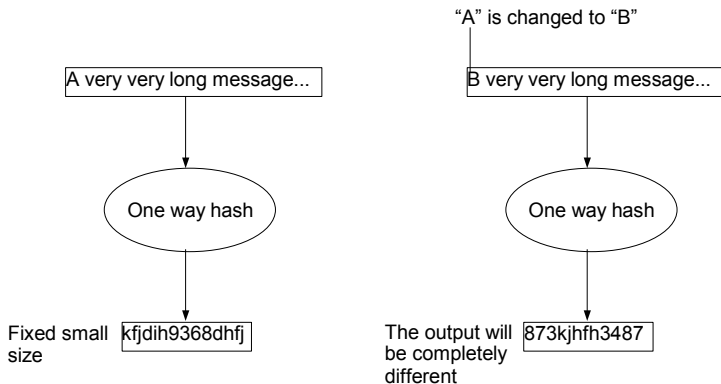 “A” is changed to “B”
A very very long message...
B very very long message...
One way hash
One way hash
Fixed small
size
kfjdih9368dhfj
The output will
be completely
different
873kjhfh3487